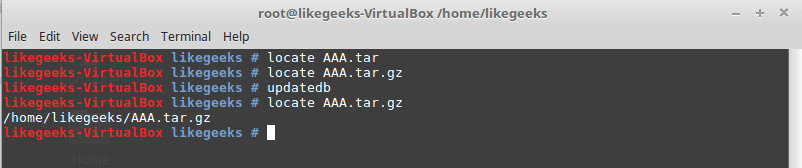 root@likegeeks-VirtualBox /home/likegeeks
File Edit View Search Terminal Help
likegeeks-VirtualBox likegeeks # locate AAA.tar
likegeeks-VirtualBox likegeeks # locate AAA.tar.gz
likegeeks-VirtualBox likegeeks # updatedb
likegeeks-VirtualBox likegeeks # locate AAA.tar.gz
/home/likegeeks/AAA.tar.gz
likegeeks-VirtualBox likegeeks #
Home